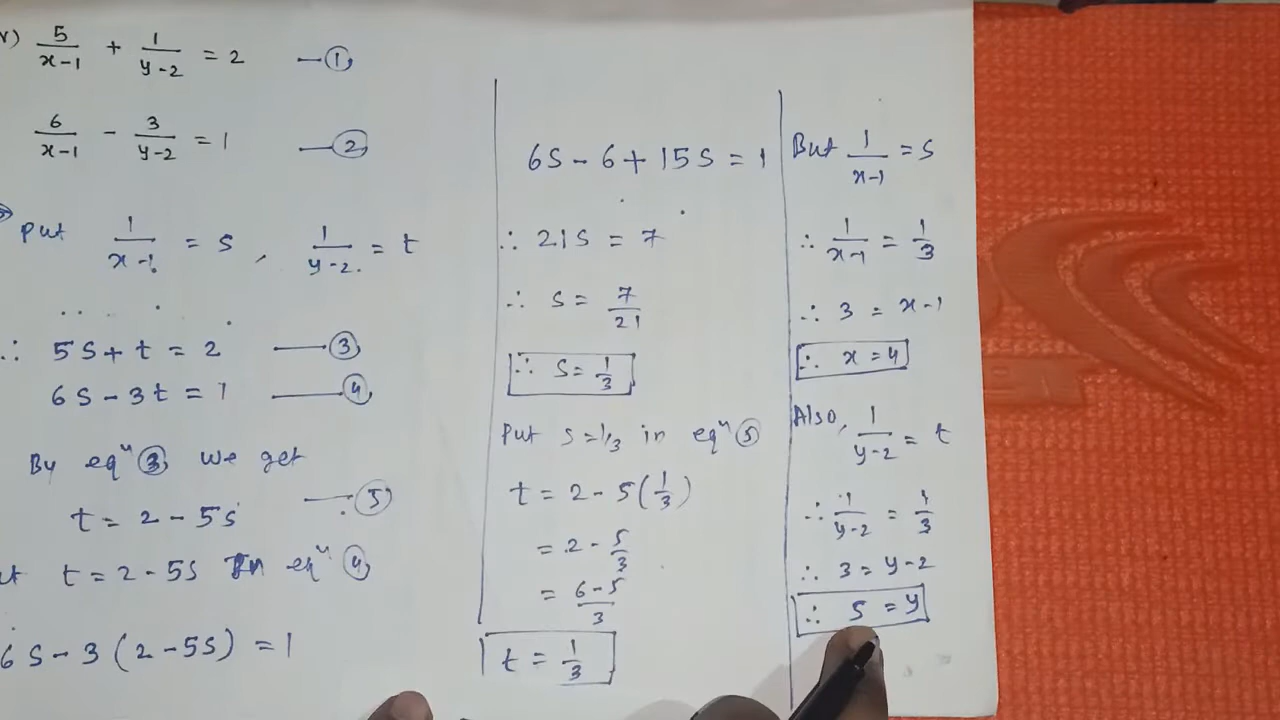 v) 5/(x-1) + 1/(y-2) = 2 —①
6/(x-1) - 3/(y-2) = 1 —②
Put 1/(x-1) = s, 1/(y-2) = t
∴ 5s + t = 2 —③
6s - 3t = 1 —④
By eqⁿ ③ we get
t = 2 - 5s —⑤
t = 2 - 5s in eqⁿ ④
6s - 3(2 - 5s) = 1
6s - 6 + 15s = 1
∴ 21s = 7
∴ s = 7/21
∴ s = 1/3
Put s = 1/3 in eqⁿ ⑤
t = 2 - 5(1/3)
= 2 - 5/3
= (6-5)/3
t = 1/3
But 1/(x-1) = s
∴ 1/(x-1) = 1/3
∴ 3 = x-1
∴ x = 4
Also, 1/(y-2) = t
∴ 1/(y-2) = 1/3
∴ 3 = y-2
∴ 5 = y